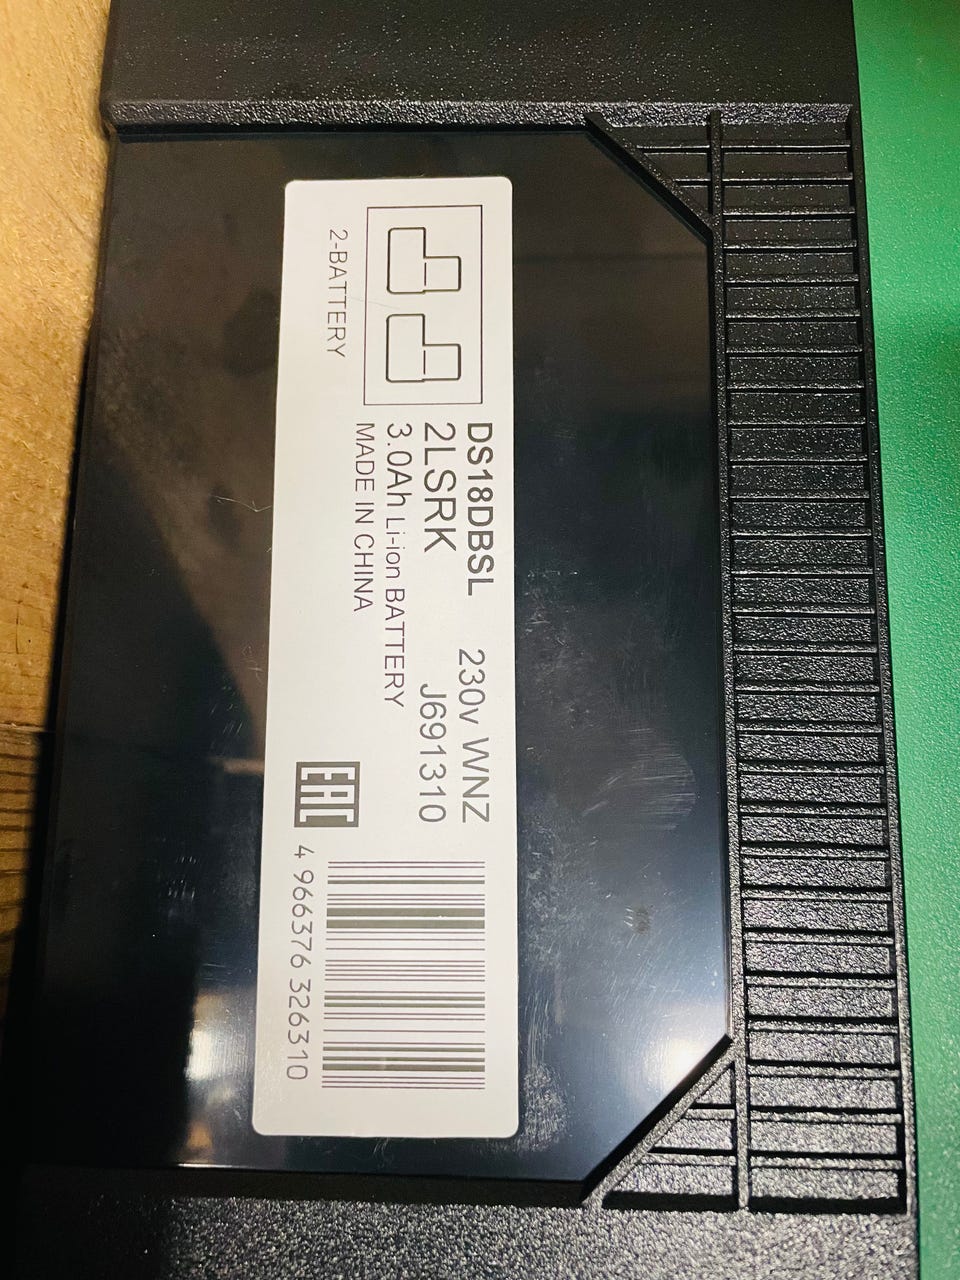 2-BATTERY
DS18DBSL 230v WNZ
2LSRK J691310
3.0Ah Li-ion BATTERY
MADE IN CHINA
EAC
4 966376 326310